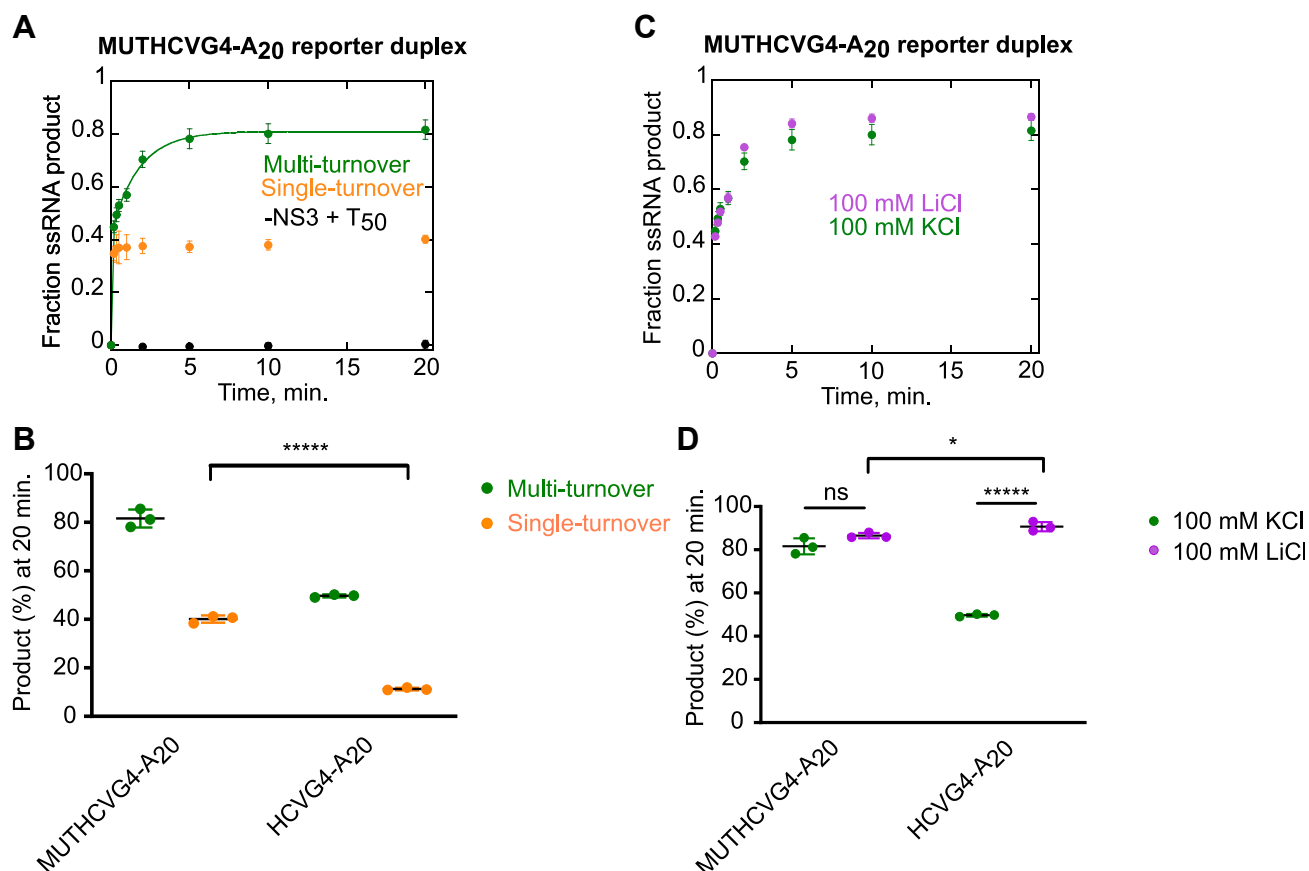 A
MUTHCVG4-A20 reporter duplex
Fraction ssRNA product
1
0.8
0.6
0.4
0.2
0
Multi-turnover
Single-turnover
-NS3 + T50
0 5 10 15 20
Time, min.
C
MUTHCVG4-A20 reporter duplex
Fraction ssRNA product
1
0.8
0.6
0.4
0.2
0
100 mM LiCl
100 mM KCl
0 5 10 15 20
Time, min.
B
*****
Product (%) at 20 min.
100
80
60
40
20
0
MUTHCVG4-A20
HCVG4-A20
Multi-turnover
Single-turnover
D
*
ns
*****
Product (%) at 20 min.
100
80
60
40
20
0
MUTHCVG4-A20
HCVG4-A20
100 mM KCl
100 mM LiCl